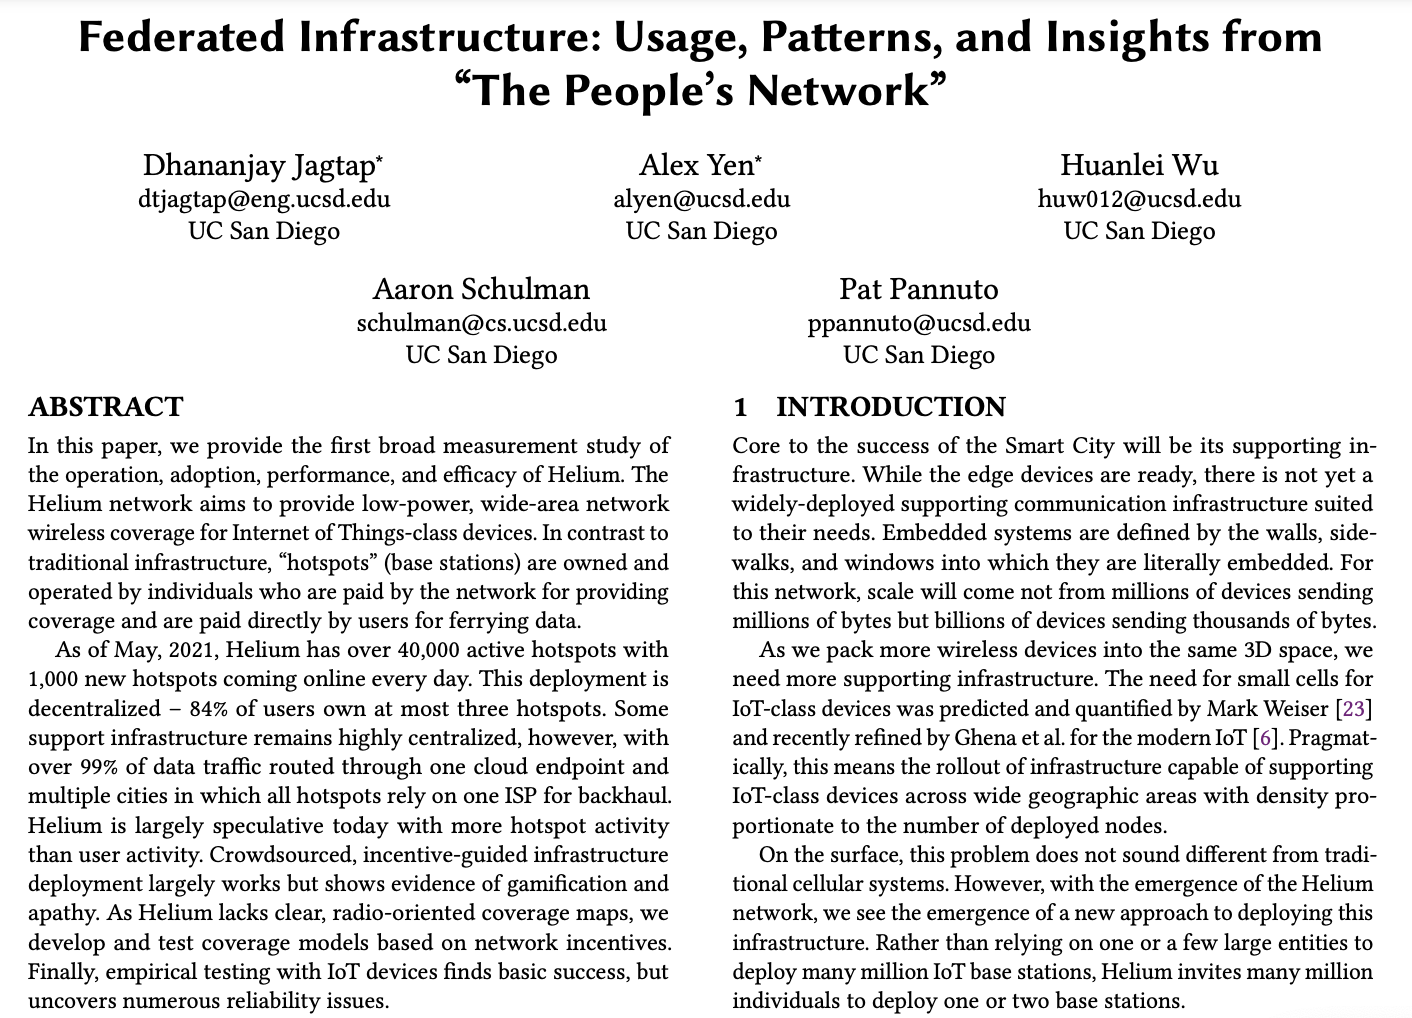 Federated Infrastructure: Usage, Patterns, and Insights from
“The People’s Network”
Dhananjay Jagtap*
dtjagtap@eng.ucsd.edu
UC San Diego
Alex Yen*
alyen@ucsd.edu
UC San Diego
Huanlei Wu
huw012@ucsd.edu
UC San Diego
Aaron Schulman
schulman@cs.ucsd.edu
UC San Diego
Pat Pannuto
ppannuto@ucsd.edu
UC San Diego
ABSTRACT
In this paper, we provide the first broad measurement study of
the operation, adoption, performance, and efficacy of Helium. The
Helium network aims to provide low-power, wide-area network
wireless coverage for Internet of Things-class devices. In contrast to
traditional infrastructure, “hotspots” (base stations) are owned and
operated by individuals who are paid by the network for providing
coverage and are paid directly by users for ferrying data.
As of May, 2021, Helium has over 40,000 active hotspots with
1,000 new hotspots coming online every day. This deployment is
decentralized – 84% of users own at most three hotspots. Some
support infrastructure remains highly centralized, however, with
over 99% of data traffic routed through one cloud endpoint and
multiple cities in which all hotspots rely on one ISP for backhaul.
Helium is largely speculative today with more hotspot activity
than user activity. Crowdsourced, incentive-guided infrastructure
deployment largely works but shows evidence of gamification and
apathy. As Helium lacks clear, radio-oriented coverage maps, we
develop and test coverage models based on network incentives.
Finally, empirical testing with IoT devices finds basic success, but
uncovers numerous reliability issues.
1 INTRODUCTION
Core to the success of the Smart City will be its supporting in-
frastructure. While the edge devices are ready, there is not yet a
widely-deployed supporting communication infrastructure suited
to their needs. Embedded systems are defined by the walls, side-
walks, and windows into which they are literally embedded. For
this network, scale will come not from millions of devices sending
millions of bytes but billions of devices sending thousands of bytes.
As we pack more wireless devices into the same 3D space, we
need more supporting infrastructure. The need for small cells for
IoT-class devices was predicted and quantified by Mark Weiser [23]
and recently refined by Ghena et al. for the modern IoT [6]. Pragmat-
ically, this means the rollout of infrastructure capable of supporting
IoT-class devices across wide geographic areas with density pro-
portionate to the number of deployed nodes.
On the surface, this problem does not sound different from tradi-
tional cellular systems. However, with the emergence of the Helium
network, we see the emergence of a new approach to deploying this
infrastructure. Rather than relying on one or a few large entities to
deploy many million IoT base stations, Helium invites many million
individuals to deploy one or two base stations.